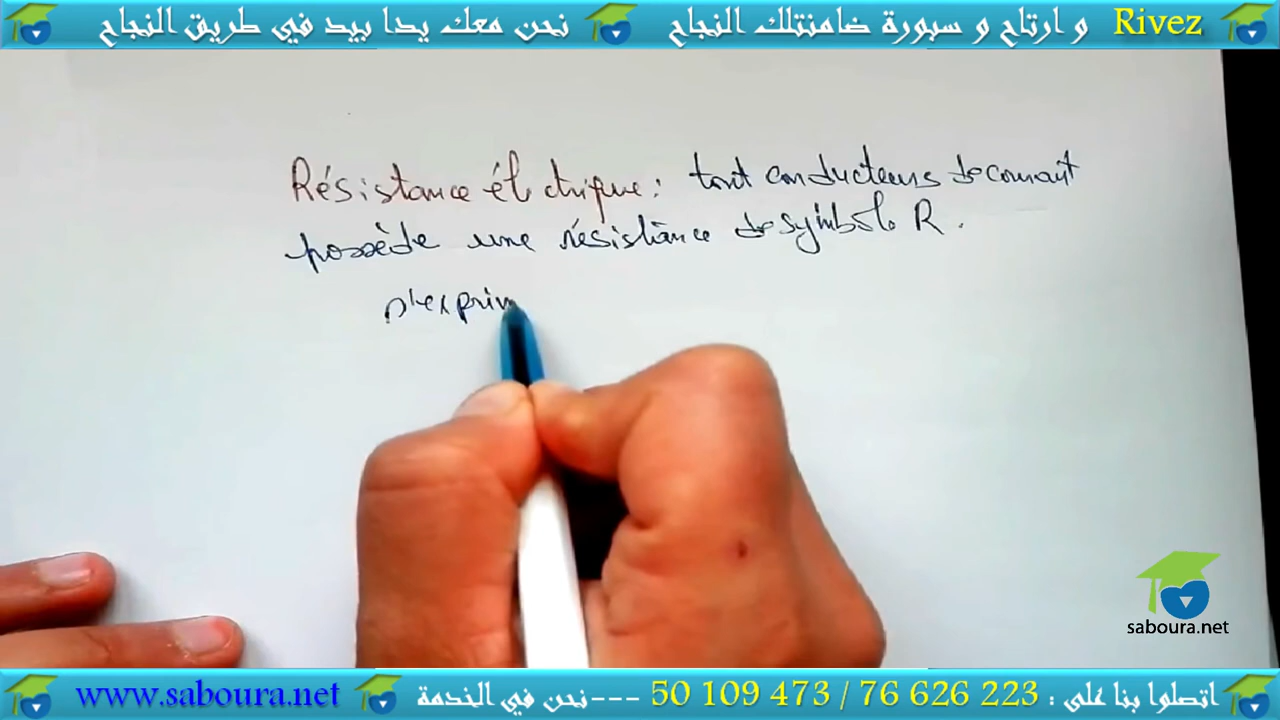 Rivez و ارتاح و سبورة ضامنتلك النجاح نحن معك يدا بيد في طريق النجاح
Résistance électrique : tout conducteurs de courant
possède une résistance de symbole R.
s'exprim
saboura.net
اتصلوا بنا على : 50 109 473 / 76 626 223 ---نحن في الخدمة www.saboura.net